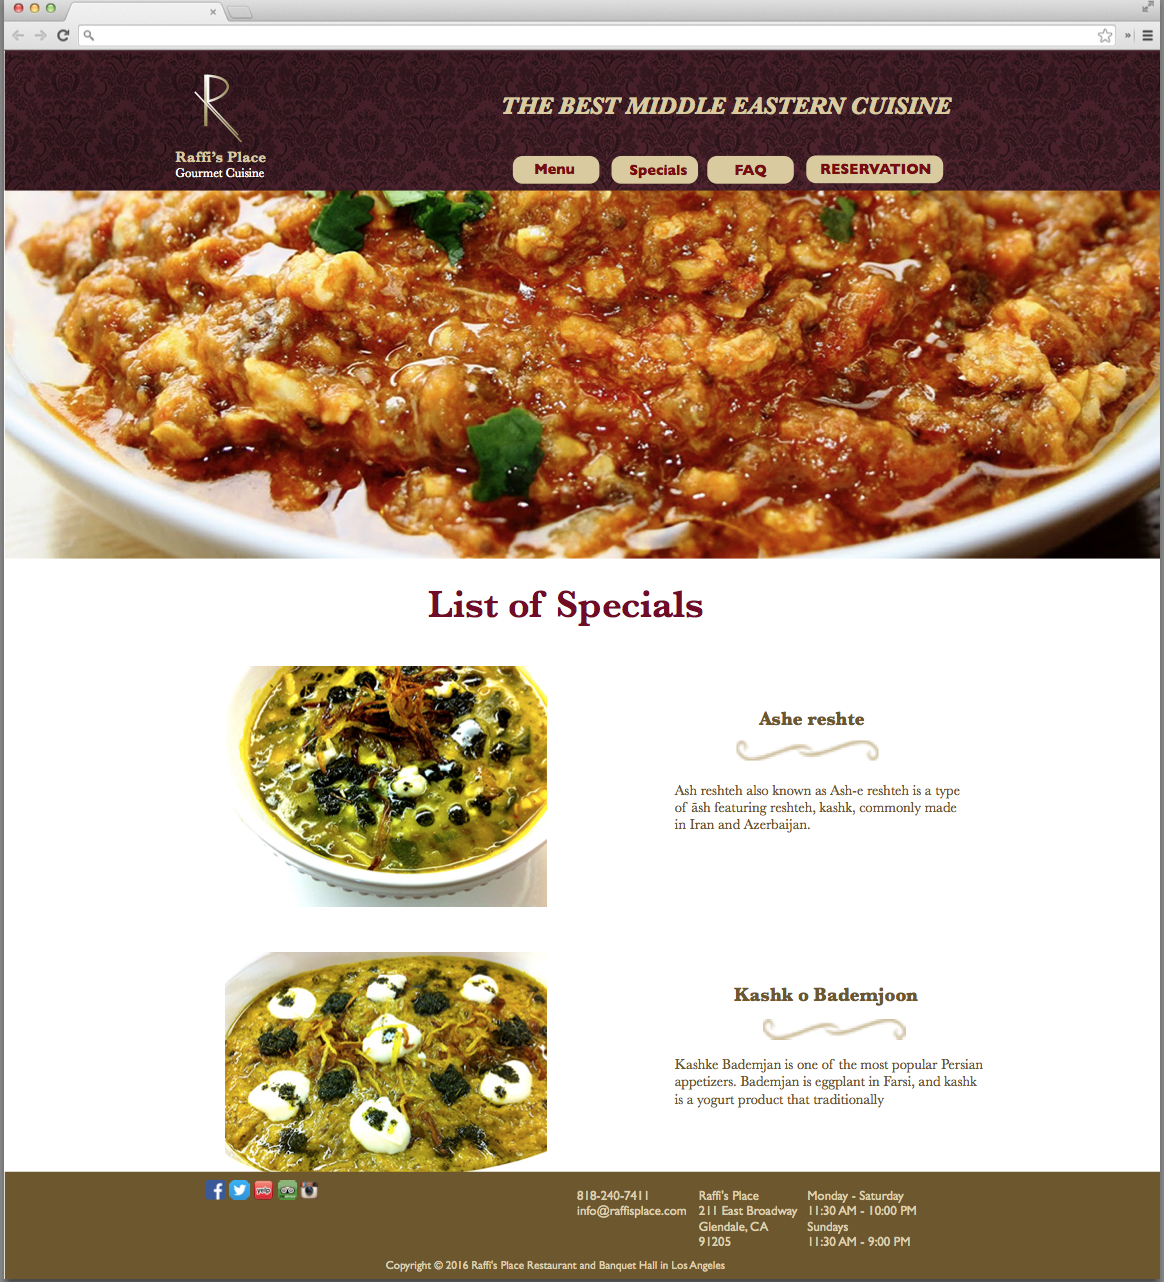 Raffi's Place
Gourmet Cuisine
THE BEST MIDDLE EASTERN CUISINE
Menu
Specials
FAQ
RESERVATION
List of Specials
Ashe reshte
Ash reshteh also known as Ash-e reshteh is a type
of āsh featuring reshteh, kashk, commonly made
in Iran and Azerbaijan.
Kashk o Bademjoon
Kashke Bademjan is one of the most popular Persian
appetizers. Bademjan is eggplant in Farsi, and kashk
is a yogurt product that traditionally
818-240-7411
info@raffisplace.com
Raffi's Place
211 East Broadway
Glendale, CA
91205
Monday - Saturday
11:30 AM - 10:00 PM
Sundays
11:30 AM - 9:00 PM
Copyright © 2016 Raffi's Place Restaurant and Banquet Hall in Los Angeles